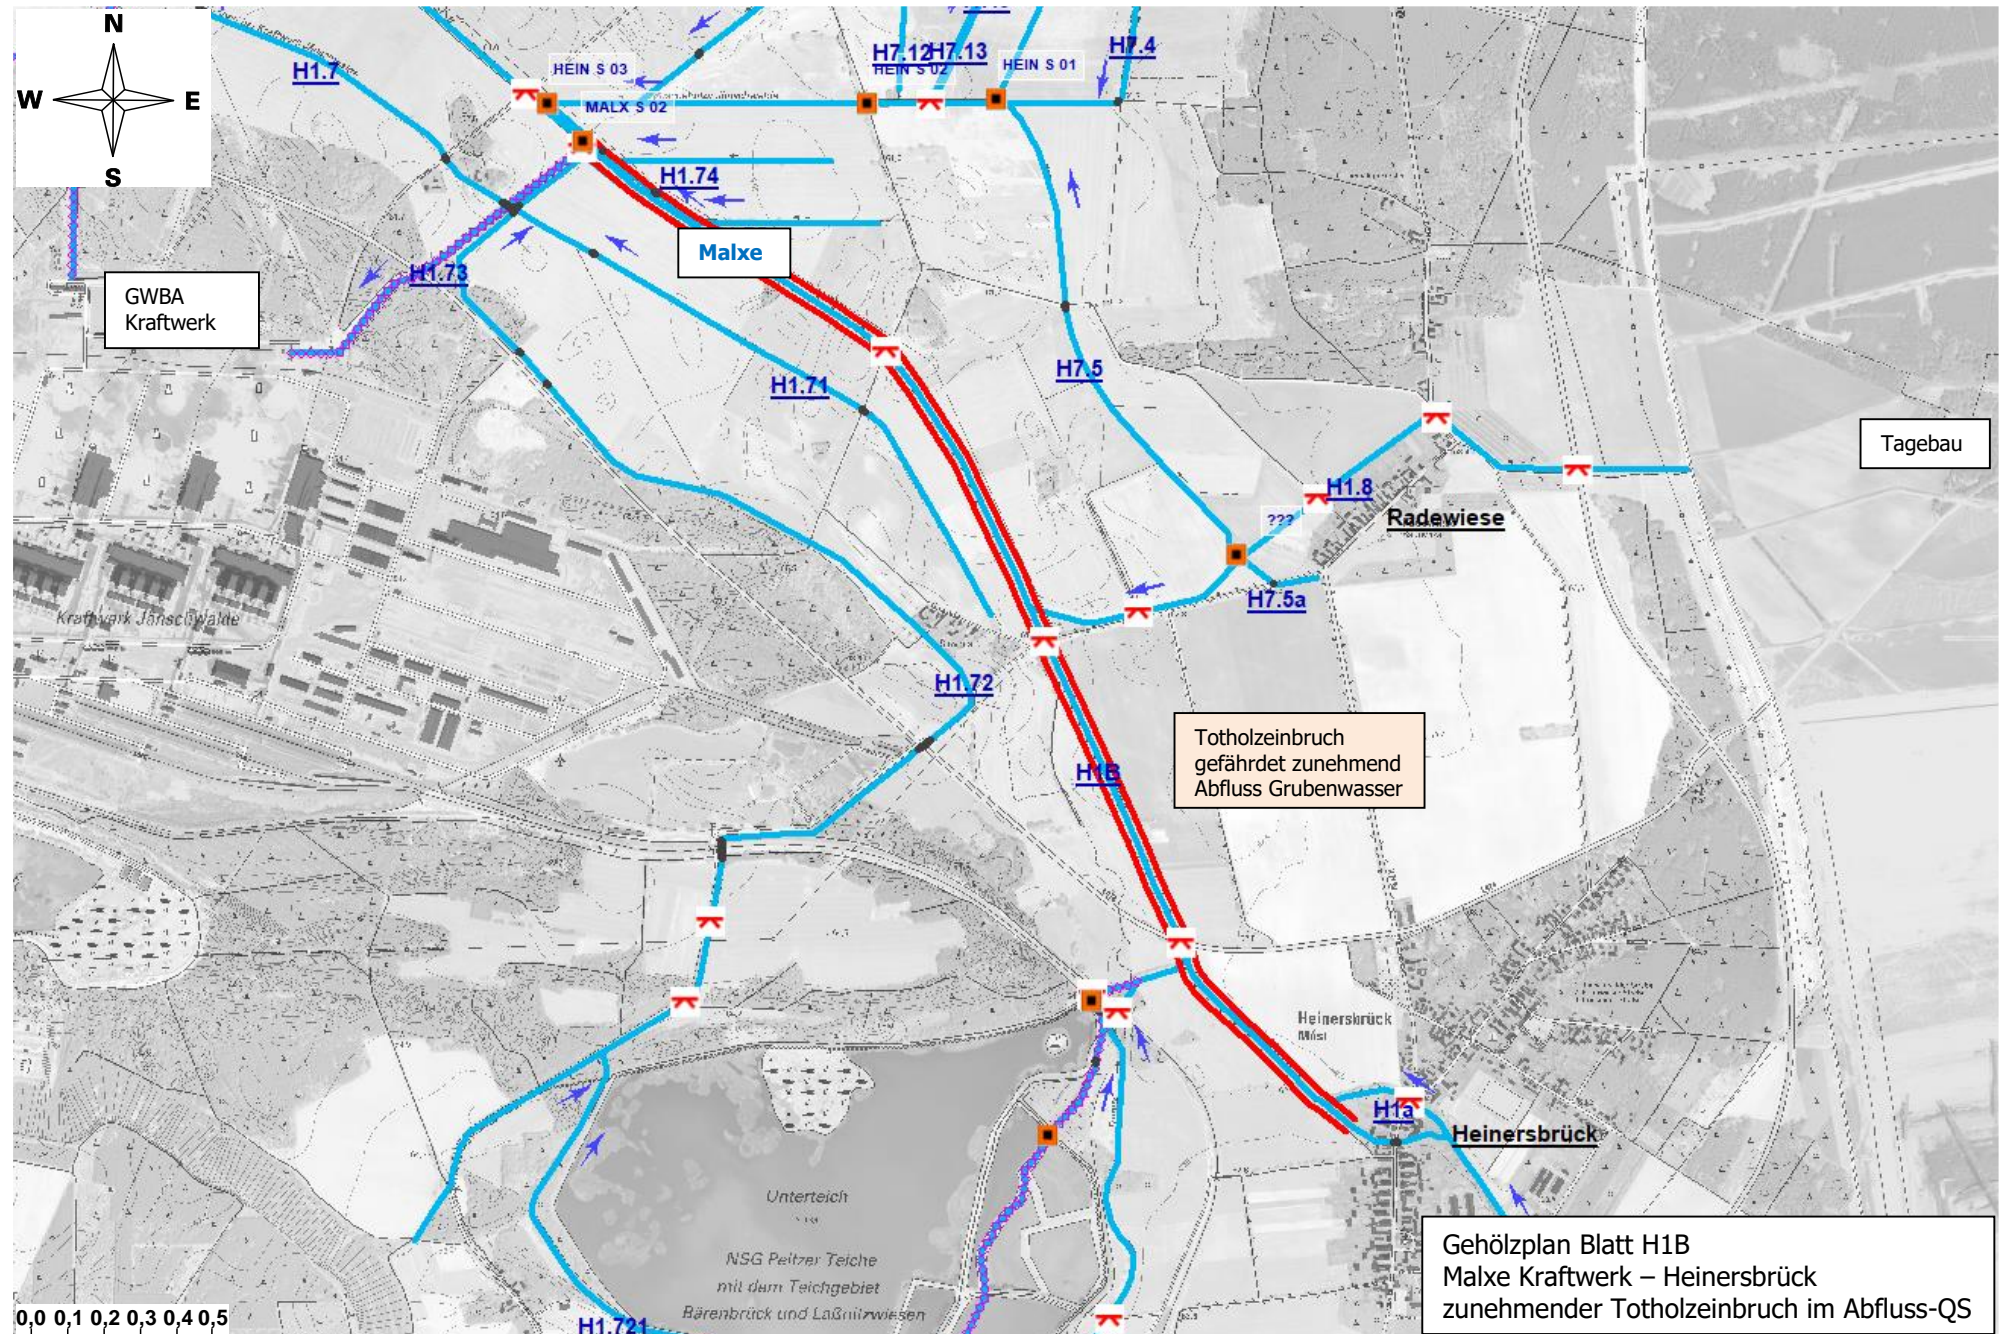 N
W
E
S
H1.7
HEIN S 03
MALX S 02
H7.12
H7.13
HEIN S 02
HEIN S 01
H7.4
H1.74
Malxe
H1.73
GWBA
Kraftwerk
H1.71
H7.5
Tagebau
H1.8
???
Radewiese
H7.5a
Kraftwerk Jänschwalde
H1.72
Totholzeinbruch
gefährdet zunehmend
Abfluss Grubenwasser
H1B
Heinersbrück
H1a
Heinersbrück
Unterteich
NSG Peitzer Teiche
mit dem Teichgebiet
Bärenbrück und Laßnitzwiesen
H1.721
0,0 0,1 0,2 0,3 0,4 0,5
Gehölzplan Blatt H1B
Malxe Kraftwerk – Heinersbrück
zunehmender Totholzeinbruch im Abfluss-QS